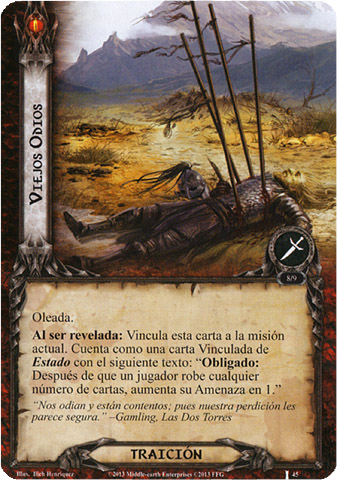 VIEJOS ODIOS
8/9
Oleada.
Al ser revelada: Vincula esta carta a la misión
actual. Cuenta como una carta Vinculada de
Estado con el siguiente texto: “Obligado:
Después de que un jugador robe cualquier
número de cartas, aumenta su Amenaza en 1.”
“Nos odian y están contentos; pues nuestra perdición les
parece segura.” –Gamling, Las Dos Torres
TRAICIÓN
Illus. Ilich Henriquez
©2013 Middle-earth Enterprises ©2013 FFG
45